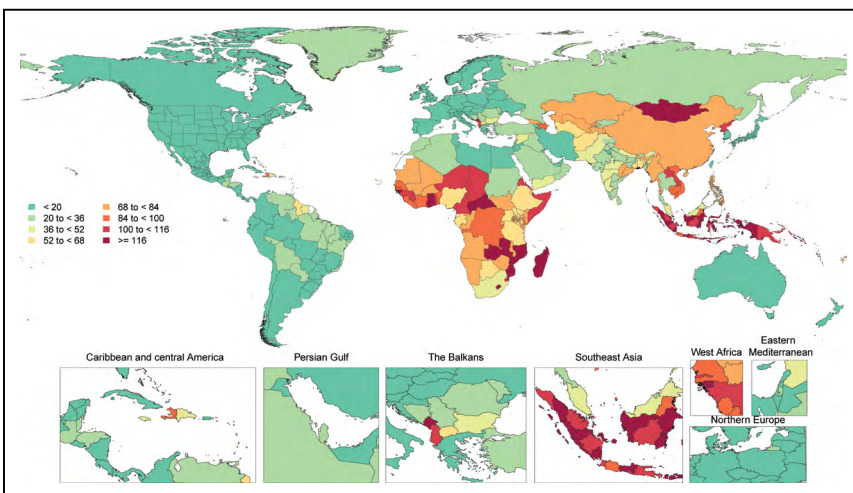 < 20
20 to < 36
36 to < 52
52 to < 68
68 to < 84
84 to < 100
100 to < 116
>= 116
Caribbean and central America
Persian Gulf
The Balkans
Southeast Asia
West Africa
Eastern
Mediterranean
Northern Europe